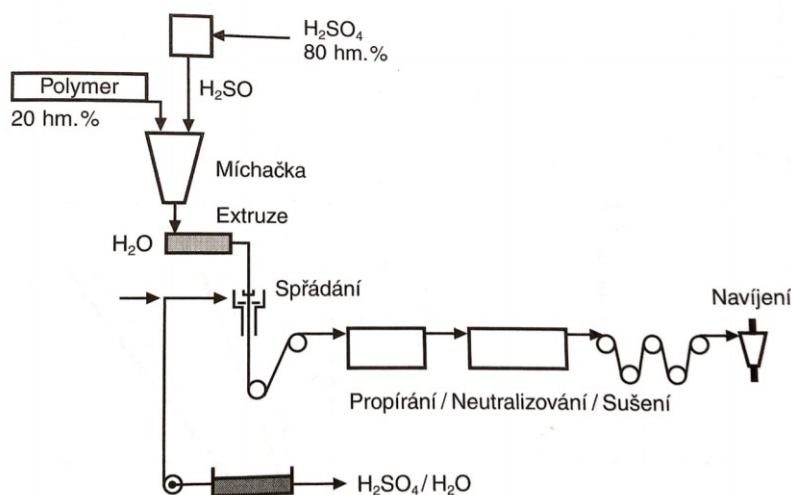 H₂SO₄
80 hm.%
Polymer
H₂SO
20 hm.%
Míchačka
Extruze
H₂O
Spřádání
Navíjení
Propírání / Neutralizování / Sušení
H₂SO₄ / H₂O